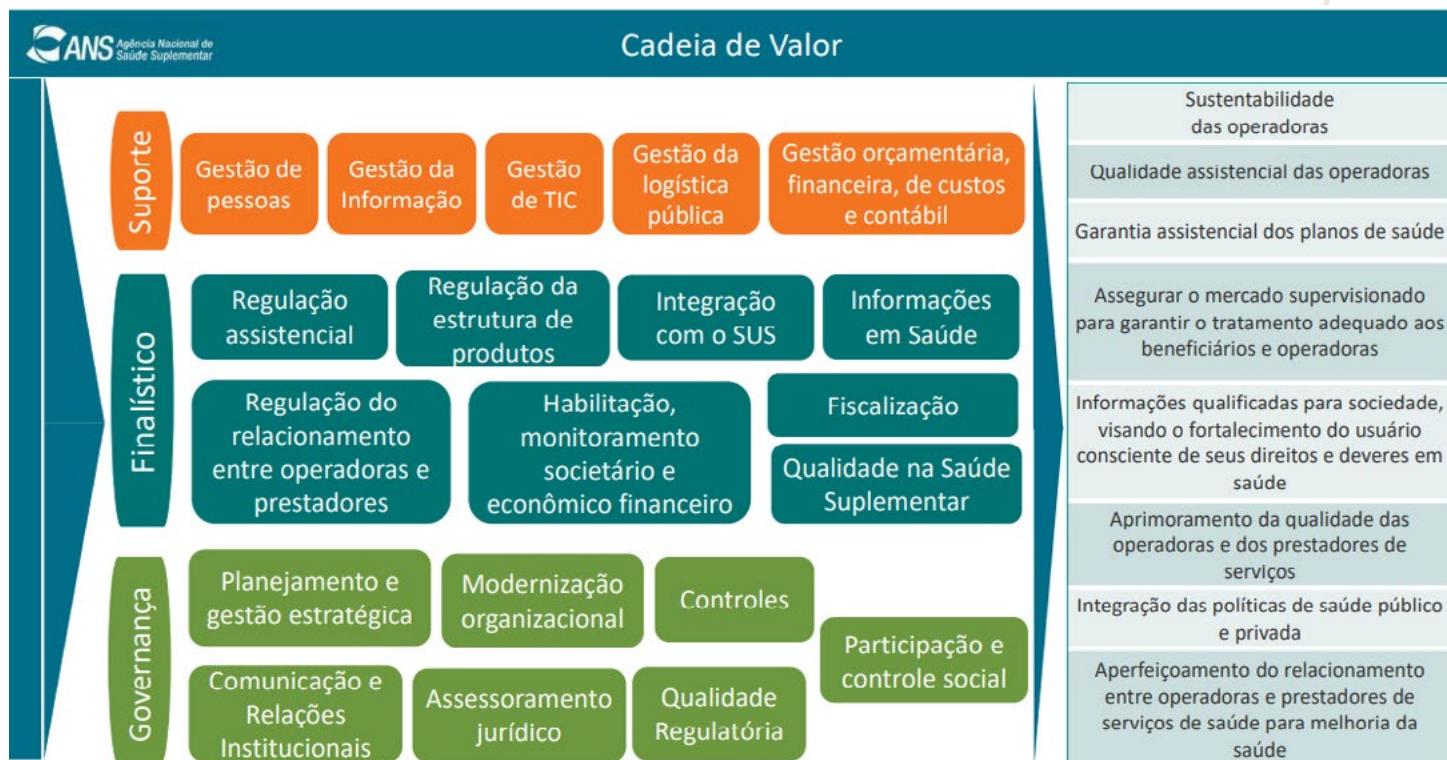 ANS Agência Nacional de
Saúde Suplementar
Cadeia de Valor
Suporte
Gestão de
pessoas
Gestão da
Informação
Gestão
de TIC
Gestão da
logística
pública
Gestão orçamentária,
financeira, de custos
e contábil
Finalístico
Regulação
assistencial
Regulação da
estrutura de
produtos
Integração
com o SUS
Informações
em Saúde
Regulação do
relacionamento
entre operadoras e
prestadores
Habilitação,
monitoramento
societário e
econômico financeiro
Fiscalização
Qualidade na Saúde
Suplementar
Governança
Planejamento e
gestão estratégica
Modernização
organizacional
Controles
Participação e
controle social
Comunicação e
Relações
Institucionais
Assessoramento
jurídico
Qualidade
Regulatória
Sustentabilidade
das operadoras
Qualidade assistencial das operadoras
Garantia assistencial dos planos de saúde
Assegurar o mercado supervisionado
para garantir o tratamento adequado aos
beneficiários e operadoras
Informações qualificadas para sociedade,
visando o fortalecimento do usuário
consciente de seus direitos e deveres em
saúde
Aprimoramento da qualidade das
operadoras e dos prestadores de
serviços
Integração das políticas de saúde público
e privada
Aperfeiçoamento do relacionamento
entre operadoras e prestadores de
serviços de saúde para melhoria da
saúde